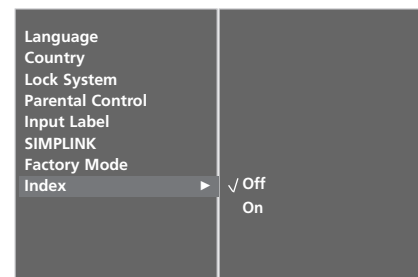 Language
Country
Lock System
Parental Control
Input Label
SIMPLINK
Factory Mode
Index ► √ Off
On